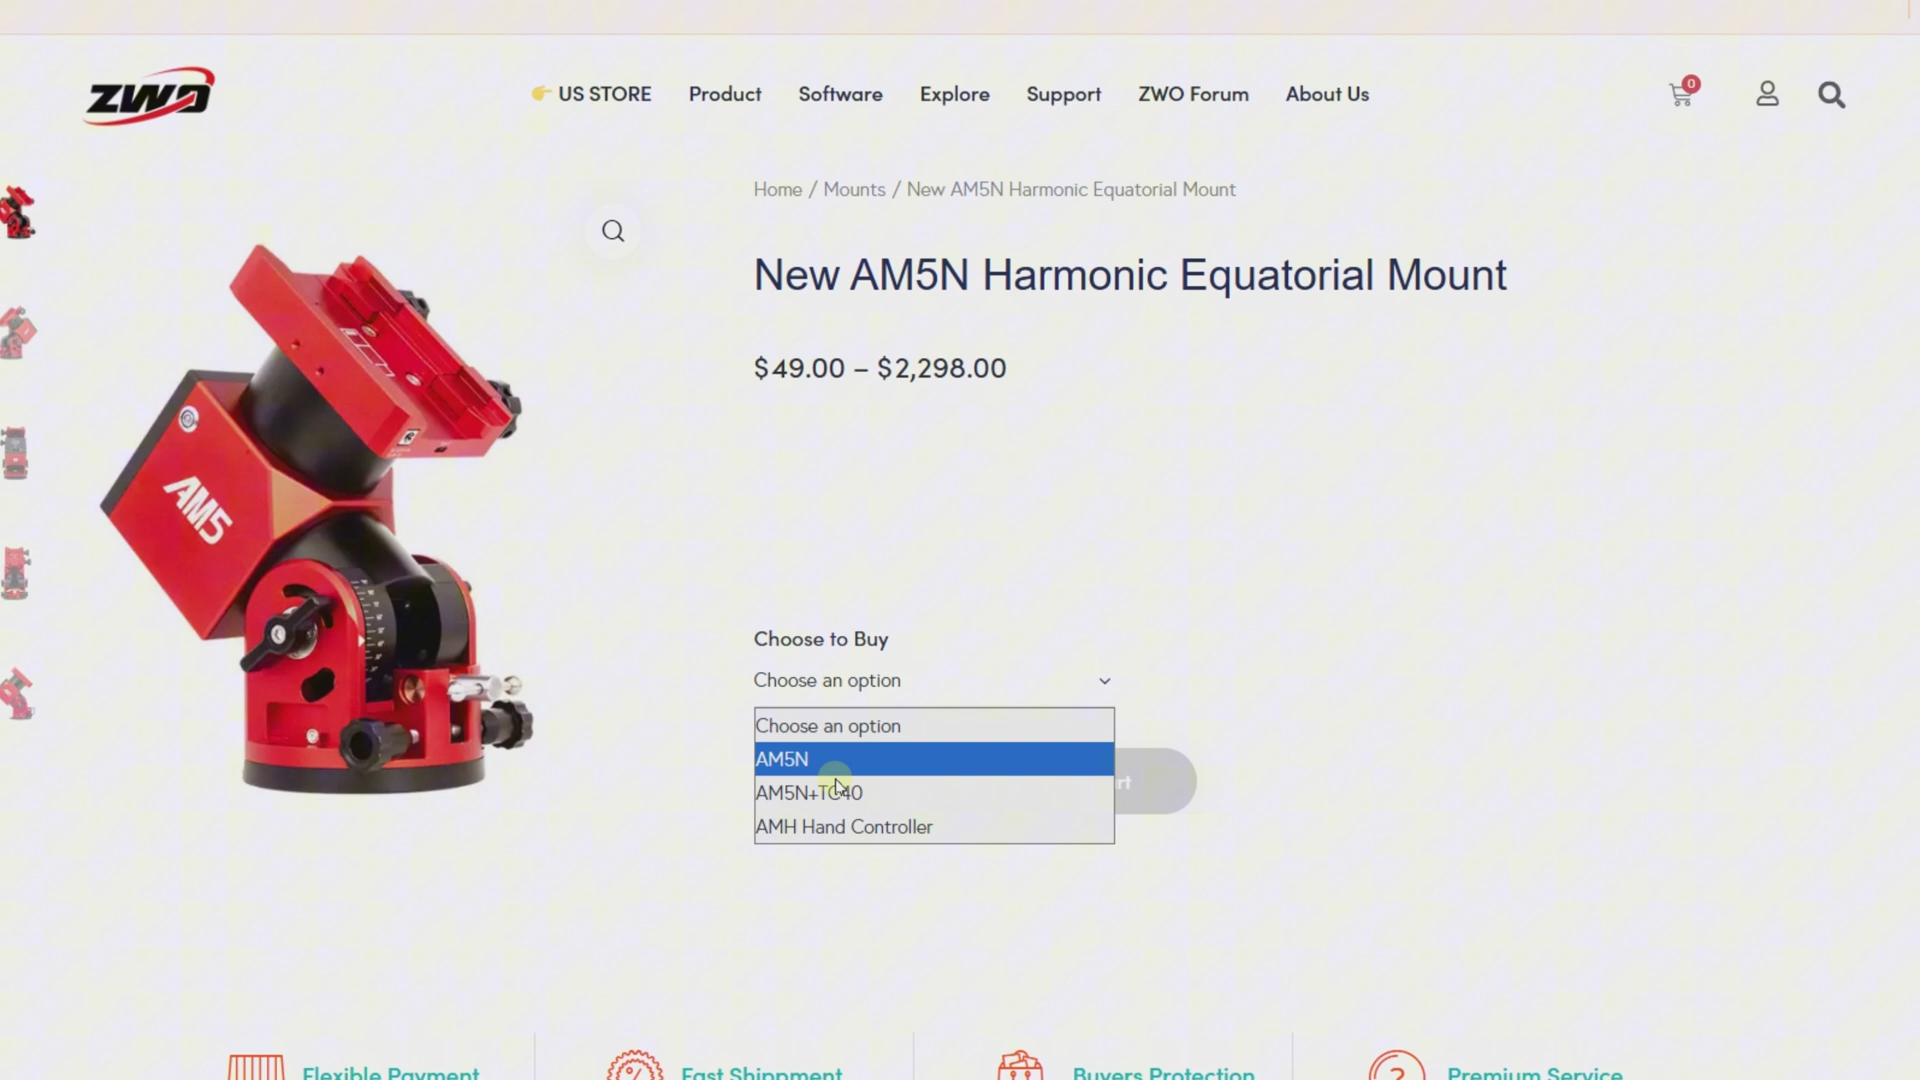 ZWO
US STORE
Product
Software
Explore
Support
ZWO Forum
About Us
0
Home / Mounts / New AM5N Harmonic Equatorial Mount
New AM5N Harmonic Equatorial Mount
$49.00 – $2,298.00
AM5
Choose to Buy
Choose an option
Choose an option
AM5N
AM5N+TC40
AMH Hand Controller
Flexible Payment
Fast Shippment
Buyers Protection
Premium Service